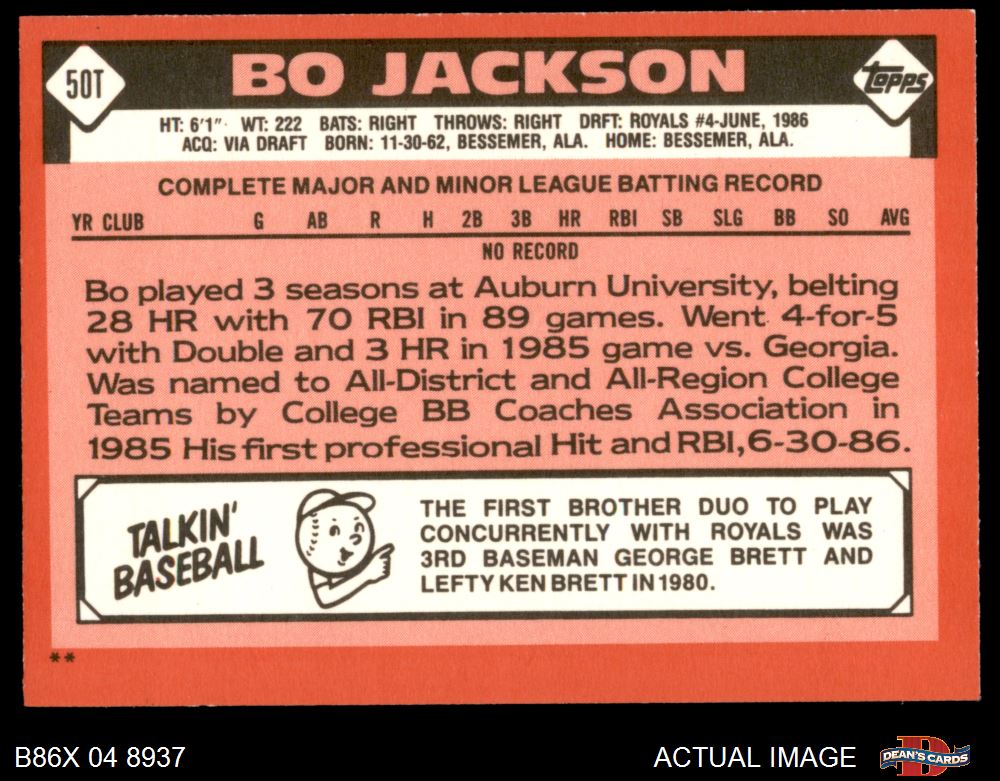 50T
BO JACKSON
TOPPS
HT: 6'1" WT: 222 BATS: RIGHT THROWS: RIGHT DRFT: ROYALS #4-JUNE, 1986
ACQ: VIA DRAFT BORN: 11-30-62, BESSEMER, ALA. HOME: BESSEMER, ALA.
COMPLETE MAJOR AND MINOR LEAGUE BATTING RECORD
YR CLUB G AB R H 2B 3B HR RBI SB SLG BB SO AVG
NO RECORD
Bo played 3 seasons at Auburn University, belting
28 HR with 70 RBI in 89 games. Went 4-for-5
with Double and 3 HR in 1985 game vs. Georgia.
Was named to All-District and All-Region College
Teams by College BB Coaches Association in
1985 His first professional Hit and RBI, 6-30-86.
TALKIN'
BASEBALL
THE FIRST BROTHER DUO TO PLAY
CONCURRENTLY WITH ROYALS WAS
3RD BASEMAN GEORGE BRETT AND
LEFTY KEN BRETT IN 1980.
**
B86X 04 8937
ACTUAL IMAGE
DEAN'S CARDS